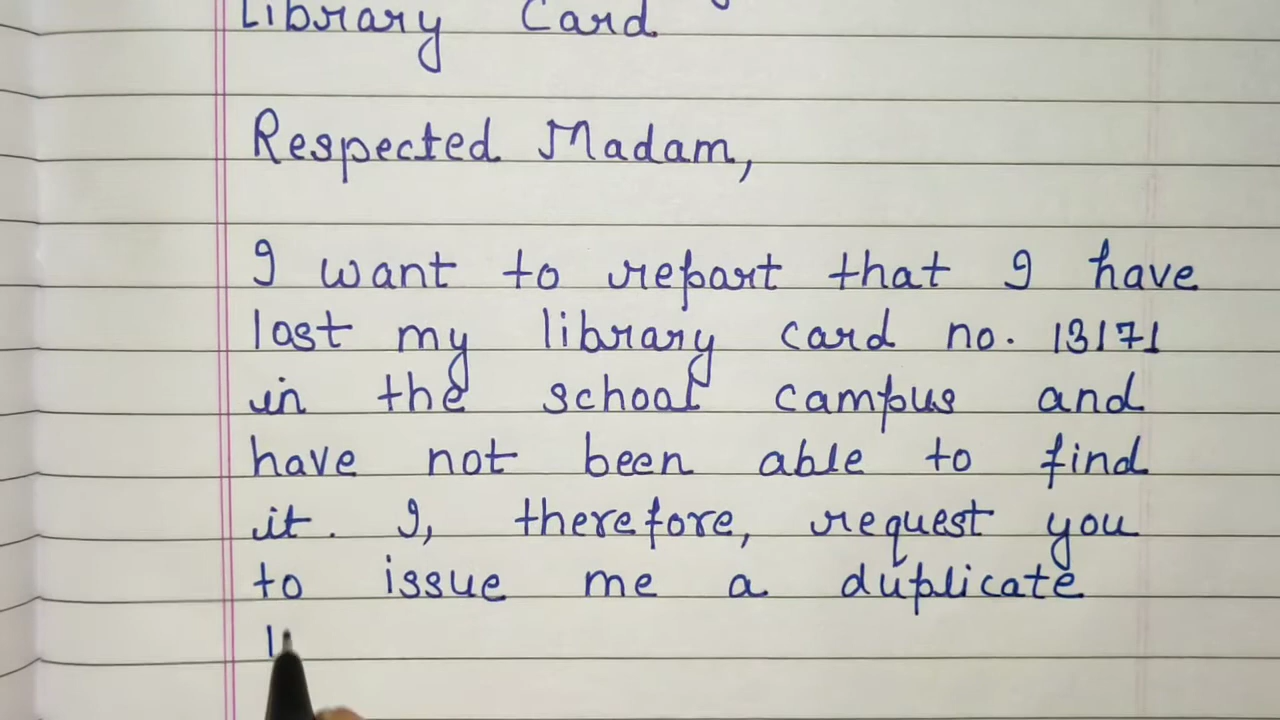 Library Card
Respected Madam,
I want to report that I have
lost my library card no. 13171
in the school campus and
have not been able to find
it. I, therefore, request you
to issue me a duplicate
l